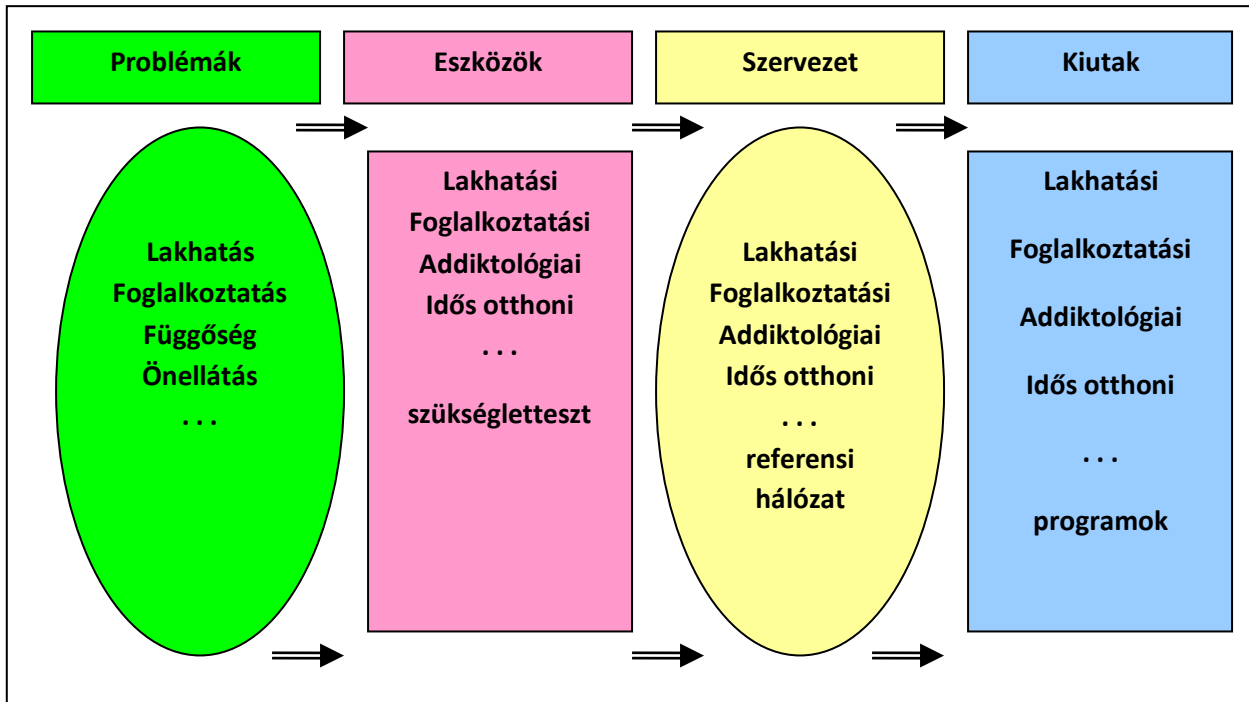 Problémák
Eszközök
Szervezet
Kiutak
Lakhatás
Foglalkoztatás
Függőség
Önellátás
. . .
Lakhatási
Foglalkoztatási
Addiktológiai
Idős otthoni
. . .
szükségletteszt
Lakhatási
Foglalkoztatási
Addiktológiai
Idős otthoni
. . .
referensi
hálózat
Lakhatási
Foglalkoztatási
Addiktológiai
Idős otthoni
. . .
programok